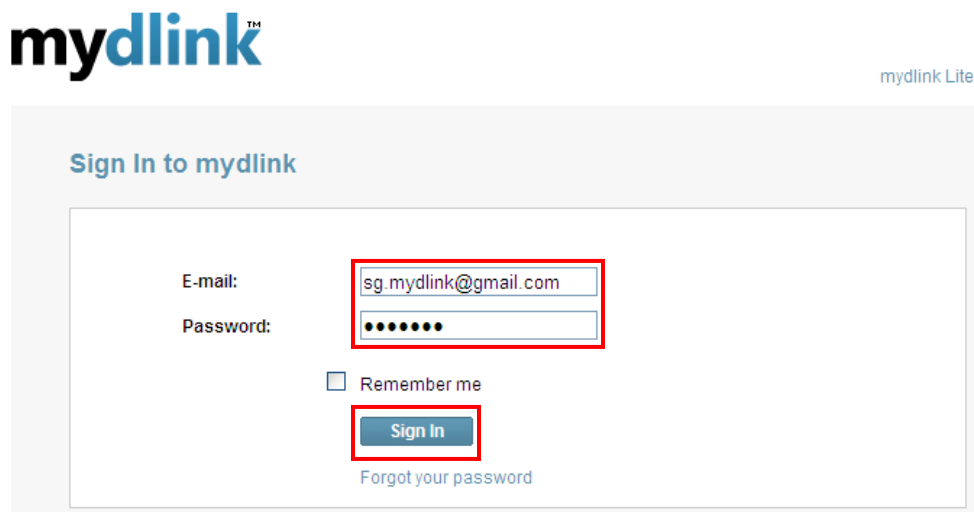 mydlink™
mydlink Lite
Sign In to mydlink
E-mail:
sg.mydlink@gmail.com
Password:
•••••••
Remember me
Sign In
Forgot your password